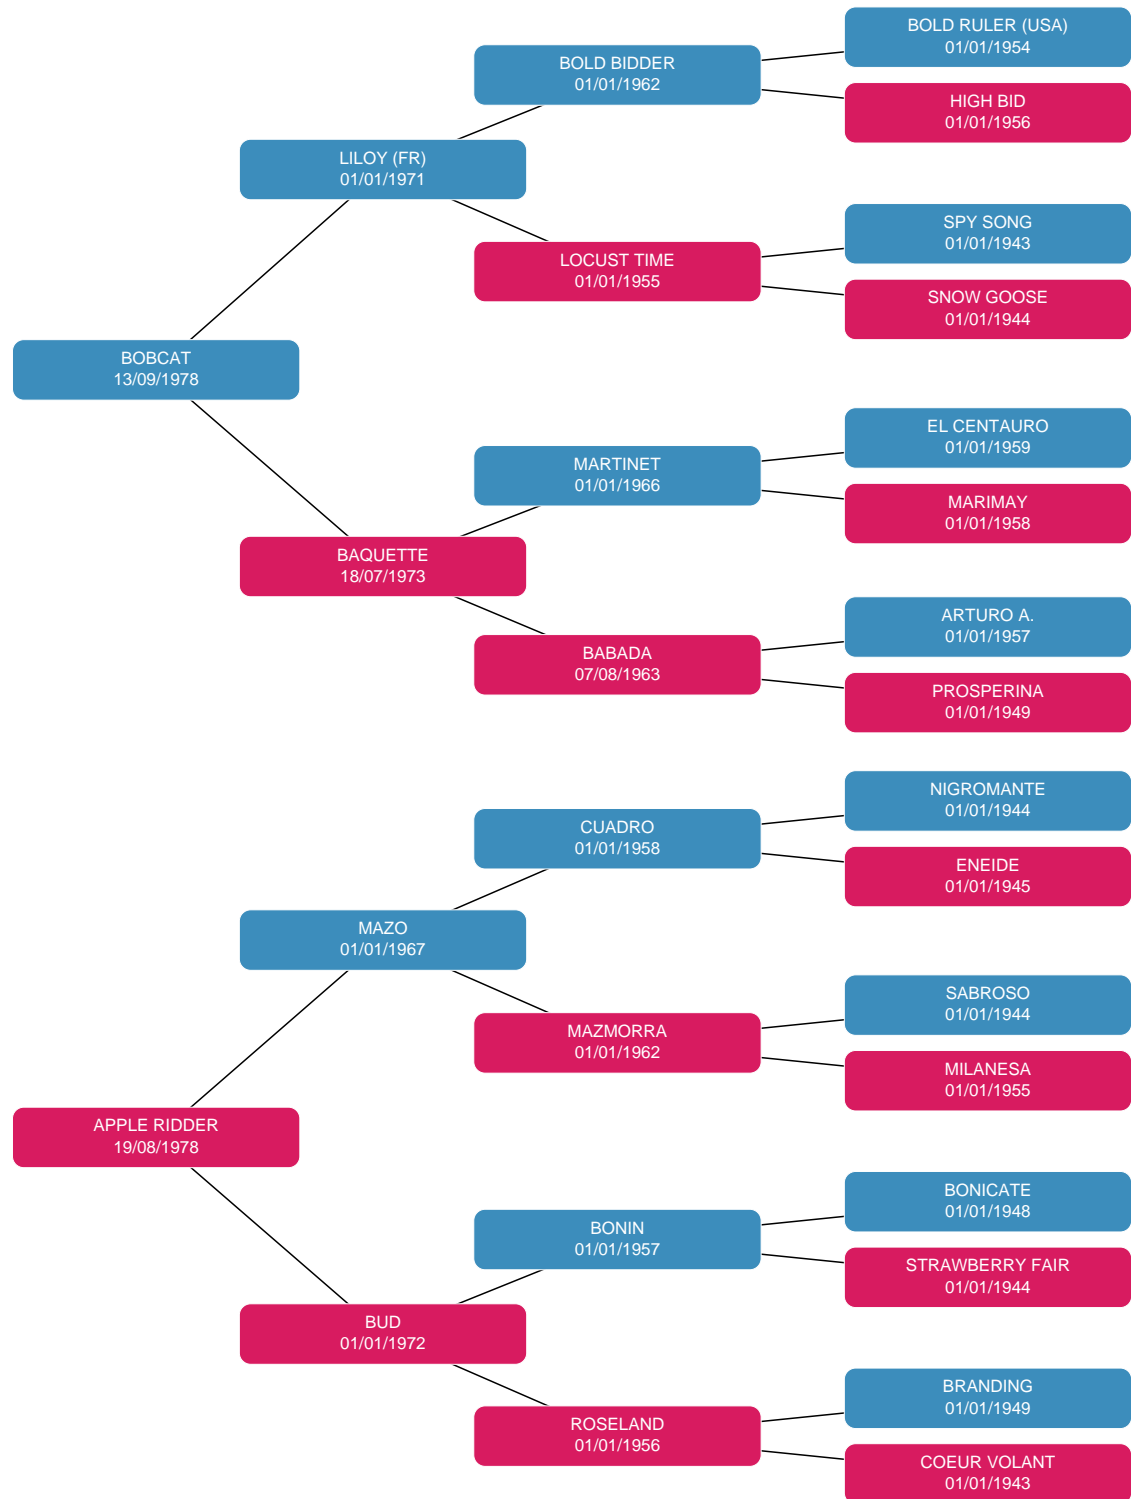 BOLD RULER (USA)
01/01/1954
BOLD BIDDER
01/01/1962
HIGH BID
01/01/1956
LILOY (FR)
01/01/1971
SPY SONG
01/01/1943
LOCUST TIME
01/01/1955
SNOW GOOSE
01/01/1944
BOBCAT
13/09/1978
EL CENTAURO
01/01/1959
MARTINET
01/01/1966
MARIMAY
01/01/1958
BAQUETTE
18/07/1973
ARTURO A.
01/01/1957
BABADA
07/08/1963
PROSPERINA
01/01/1949
NIGROMANTE
01/01/1944
CUADRO
01/01/1958
ENEIDE
01/01/1945
MAZO
01/01/1967
SABROSO
01/01/1944
MAZMORRA
01/01/1962
MILANESA
01/01/1955
APPLE RIDDER
19/08/1978
BONICATE
01/01/1948
BONIN
01/01/1957
STRAWBERRY FAIR
01/01/1944
BUD
01/01/1972
BRANDING
01/01/1949
ROSELAND
01/01/1956
COEUR VOLANT
01/01/1943